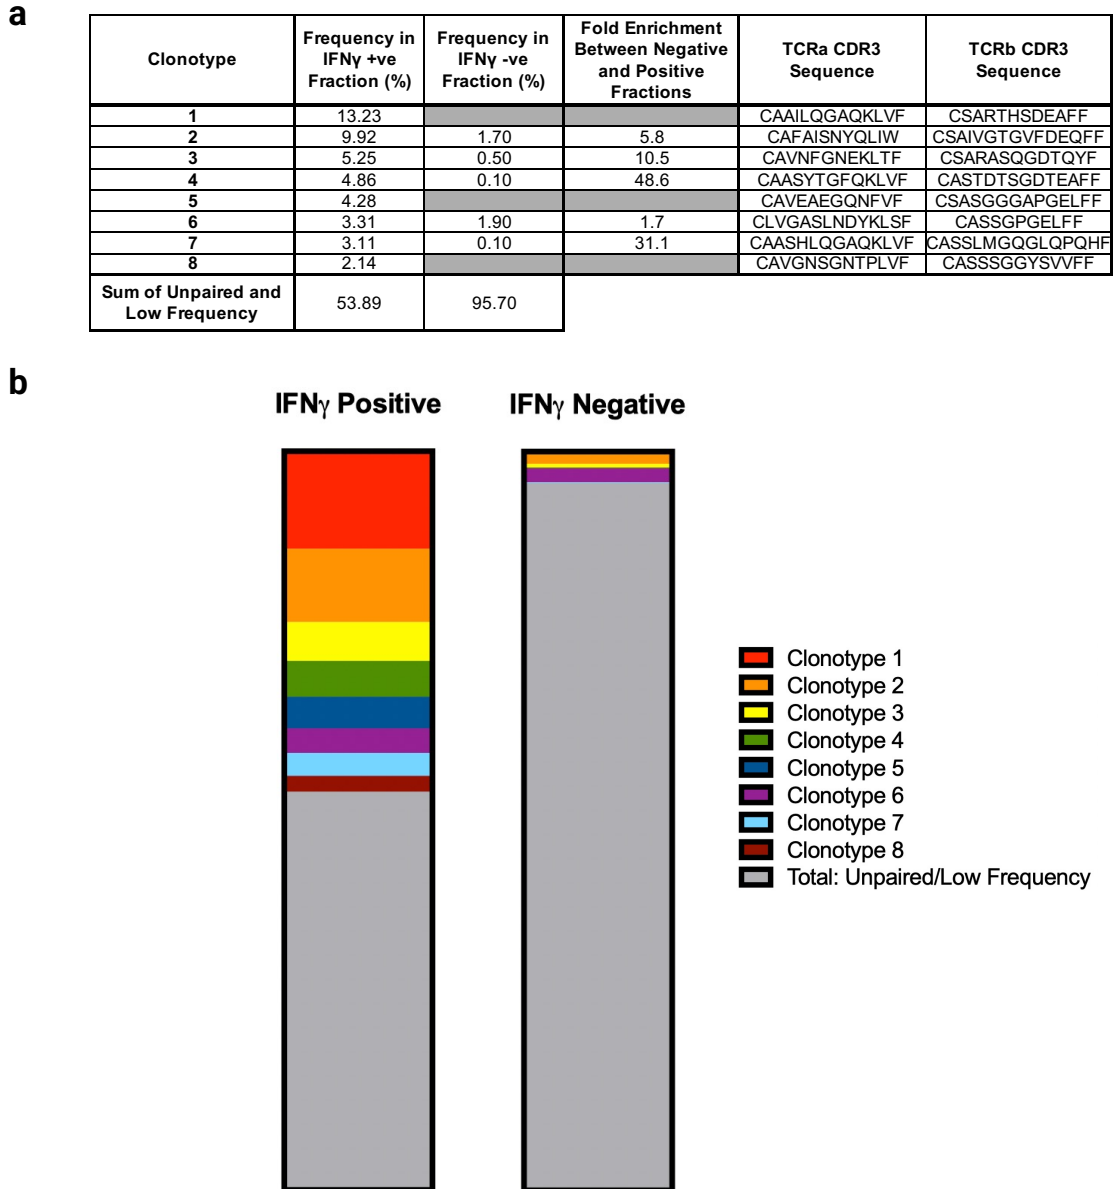 a
Clonotype
Frequency in
IFNγ +ve
Fraction (%)
Frequency in
IFNγ -ve
Fraction (%)
Fold Enrichment
Between Negative
and Positive
Fractions
TCRa CDR3
Sequence
TCRb CDR3
Sequence
1 13.23 CAAILQGAQKLVF CSARTHSDEAFF
2 9.92 1.70 5.8 CAFAISNYQLIW CSAIVGTGVFDEQFF
3 5.25 0.50 10.5 CAVNFGNEKLTF CSARASQGDTQYF
4 4.86 0.10 48.6 CAASYTGFQKLVF CASTDTSGDTEAFF
5 4.28 CAVEAEGQNFVF CSASGGGAPGELFF
6 3.31 1.90 1.7 CLVGASLNDYKLSF CASSGPGELFF
7 3.11 0.10 31.1 CAASHLQGAQKLVF CASSLMGQGLQPQHF
8 2.14 CAVGNSGNTPLVF CASSSGGYSVVFF
Sum of Unpaired and
Low Frequency
53.89 95.70
b
IFNγ Positive IFNγ Negative
Clonotype 1
Clonotype 2
Clonotype 3
Clonotype 4
Clonotype 5
Clonotype 6
Clonotype 7
Clonotype 8
Total: Unpaired/Low Frequency